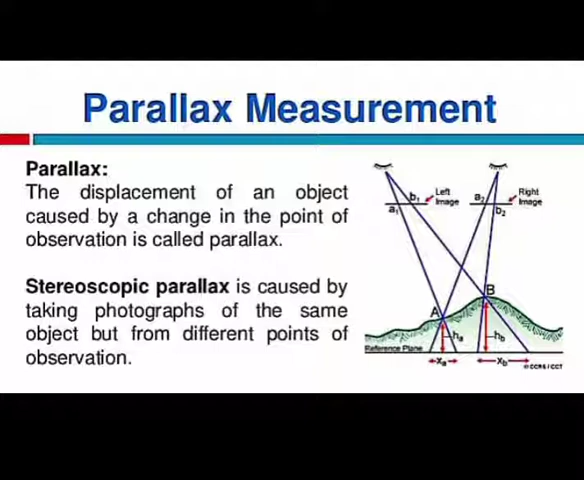 Parallax Measurement
Parallax:
The displacement of an object
caused by a change in the point of
observation is called parallax.
Stereoscopic parallax is caused by
taking photographs of the same
object but from different points of
observation.
b1
Left
Image
a1
a2
Right
Image
b2
B
A
ha
hb
Reference Plane
xa
xb
© CCRS / CCT